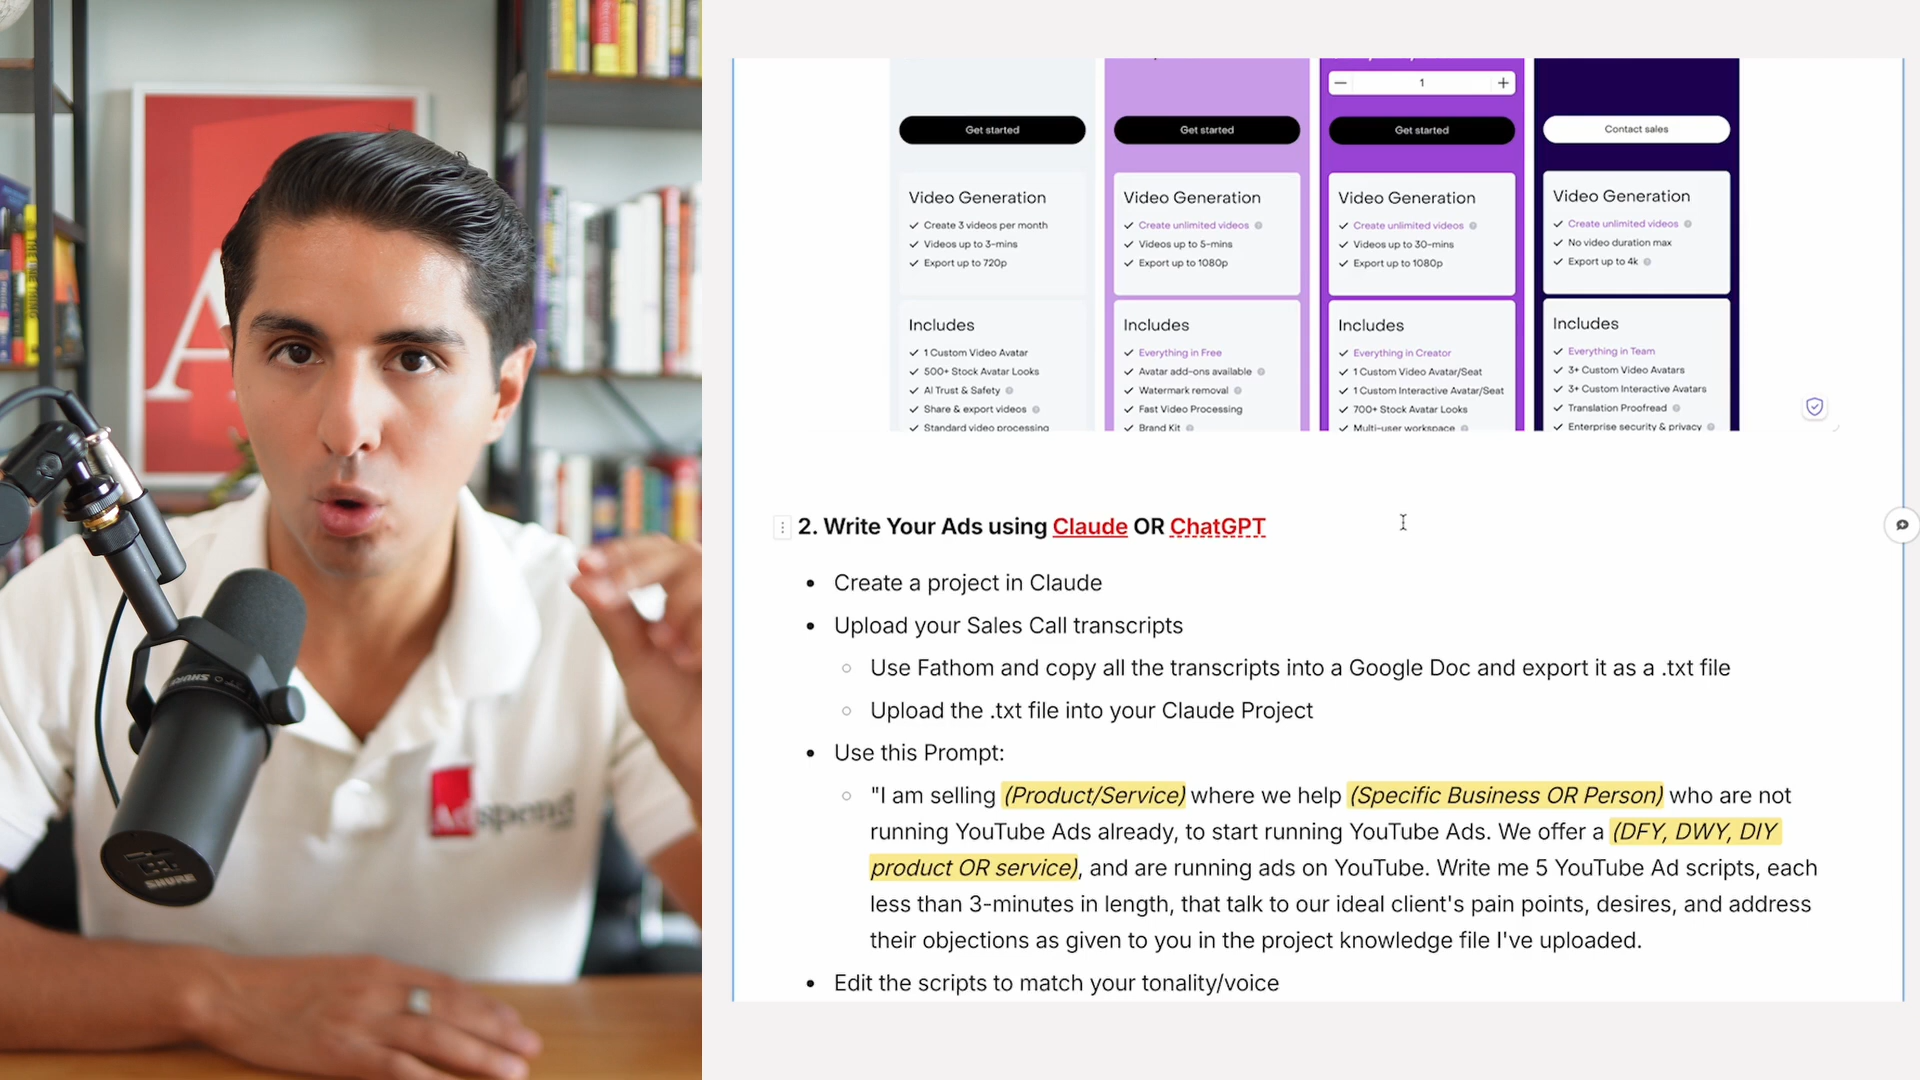 A
SHURE
SHURE
Adspend
1
Get started
Get started
Get started
Contact sales
Video Generation
Create 3 videos per month
Videos up to 3-mins
Export up to 720p
Video Generation
Create unlimited videos
Videos up to 5-mins
Export up to 1080p
Video Generation
Create unlimited videos
Videos up to 30-mins
Export up to 1080p
Video Generation
Create unlimited videos
No video duration max
Export up to 4k
Includes
1 Custom Video Avatar
500+ Stock Avatar Looks
AI Trust & Safety
Share & export videos
Standard video processing
Includes
Everything in Free
Avatar add-ons available
Watermark removal
Fast Video Processing
Brand Kit
Includes
Everything in Creator
1 Custom Video Avatar/Seat
1 Custom Interactive Avatar/Seat
700+ Stock Avatar Looks
Multi-user workspace
Includes
Everything in Team
3+ Custom Video Avatars
3+ Custom Interactive Avatars
Translation Proofread
Enterprise security & privacy
2. Write Your Ads using Claude OR ChatGPT
• Create a project in Claude
• Upload your Sales Call transcripts
○ Use Fathom and copy all the transcripts into a Google Doc and export it as a .txt file
○ Upload the .txt file into your Claude Project
• Use this Prompt:
○ "I am selling (Product/Service) where we help (Specific Business OR Person) who are not
running YouTube Ads already, to start running YouTube Ads. We offer a (DFY, DWY, DIY
product OR service), and are running ads on YouTube. Write me 5 YouTube Ad scripts, each
less than 3-minutes in length, that talk to our ideal client's pain points, desires, and address
their objections as given to you in the project knowledge file I've uploaded.
• Edit the scripts to match your tonality/voice